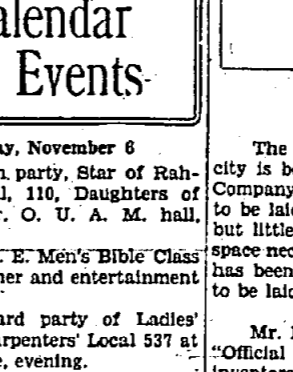 alendar
Events
ay, November 6
party, Star of Rah-
110, Daughters of
O. U. A. M. hall,
E. Men's Bible Class
ner and entertainment
ard party of Ladies'
arpenters' Local 537 at
evening.
The
city is b
Company
to be laid
but little
space nec
has been
to be laid
Mr.
"Official